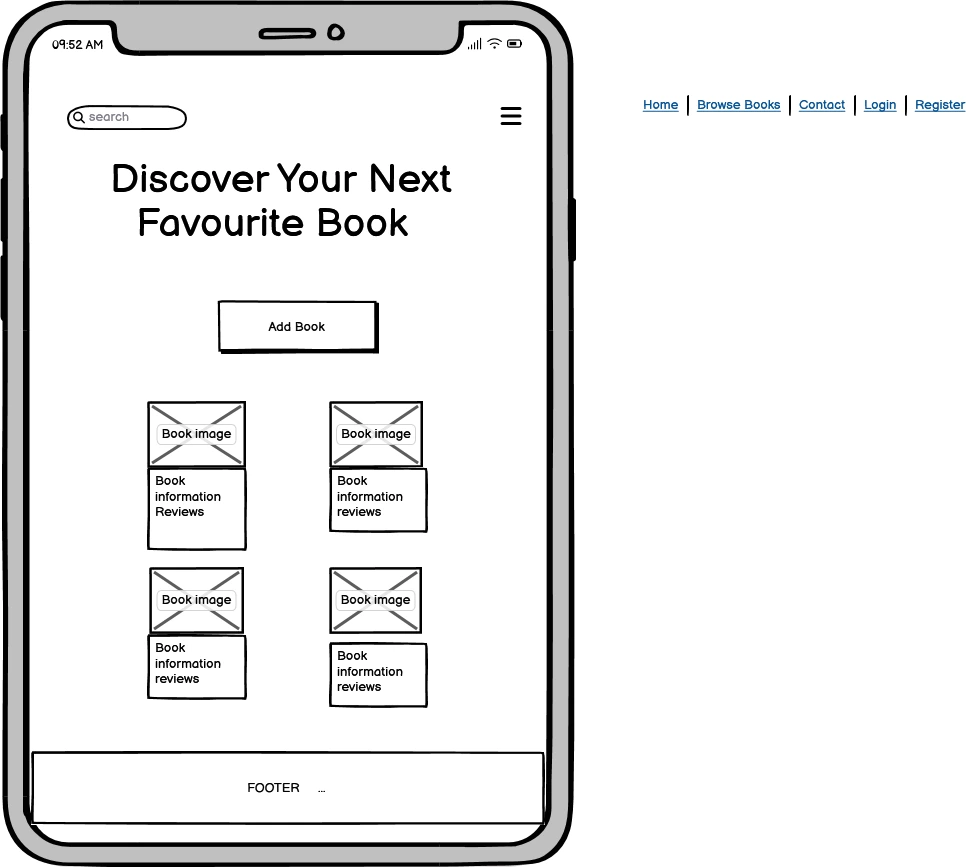 09:52 AM
Home Browse Books Contact Login Register
search
Discover Your Next
Favourite Book
Add Book
Book image
Book
information
Reviews
Book image
Book
information
reviews
Book image
Book
information
reviews
Book image
Book
information
reviews
FOOTER ...